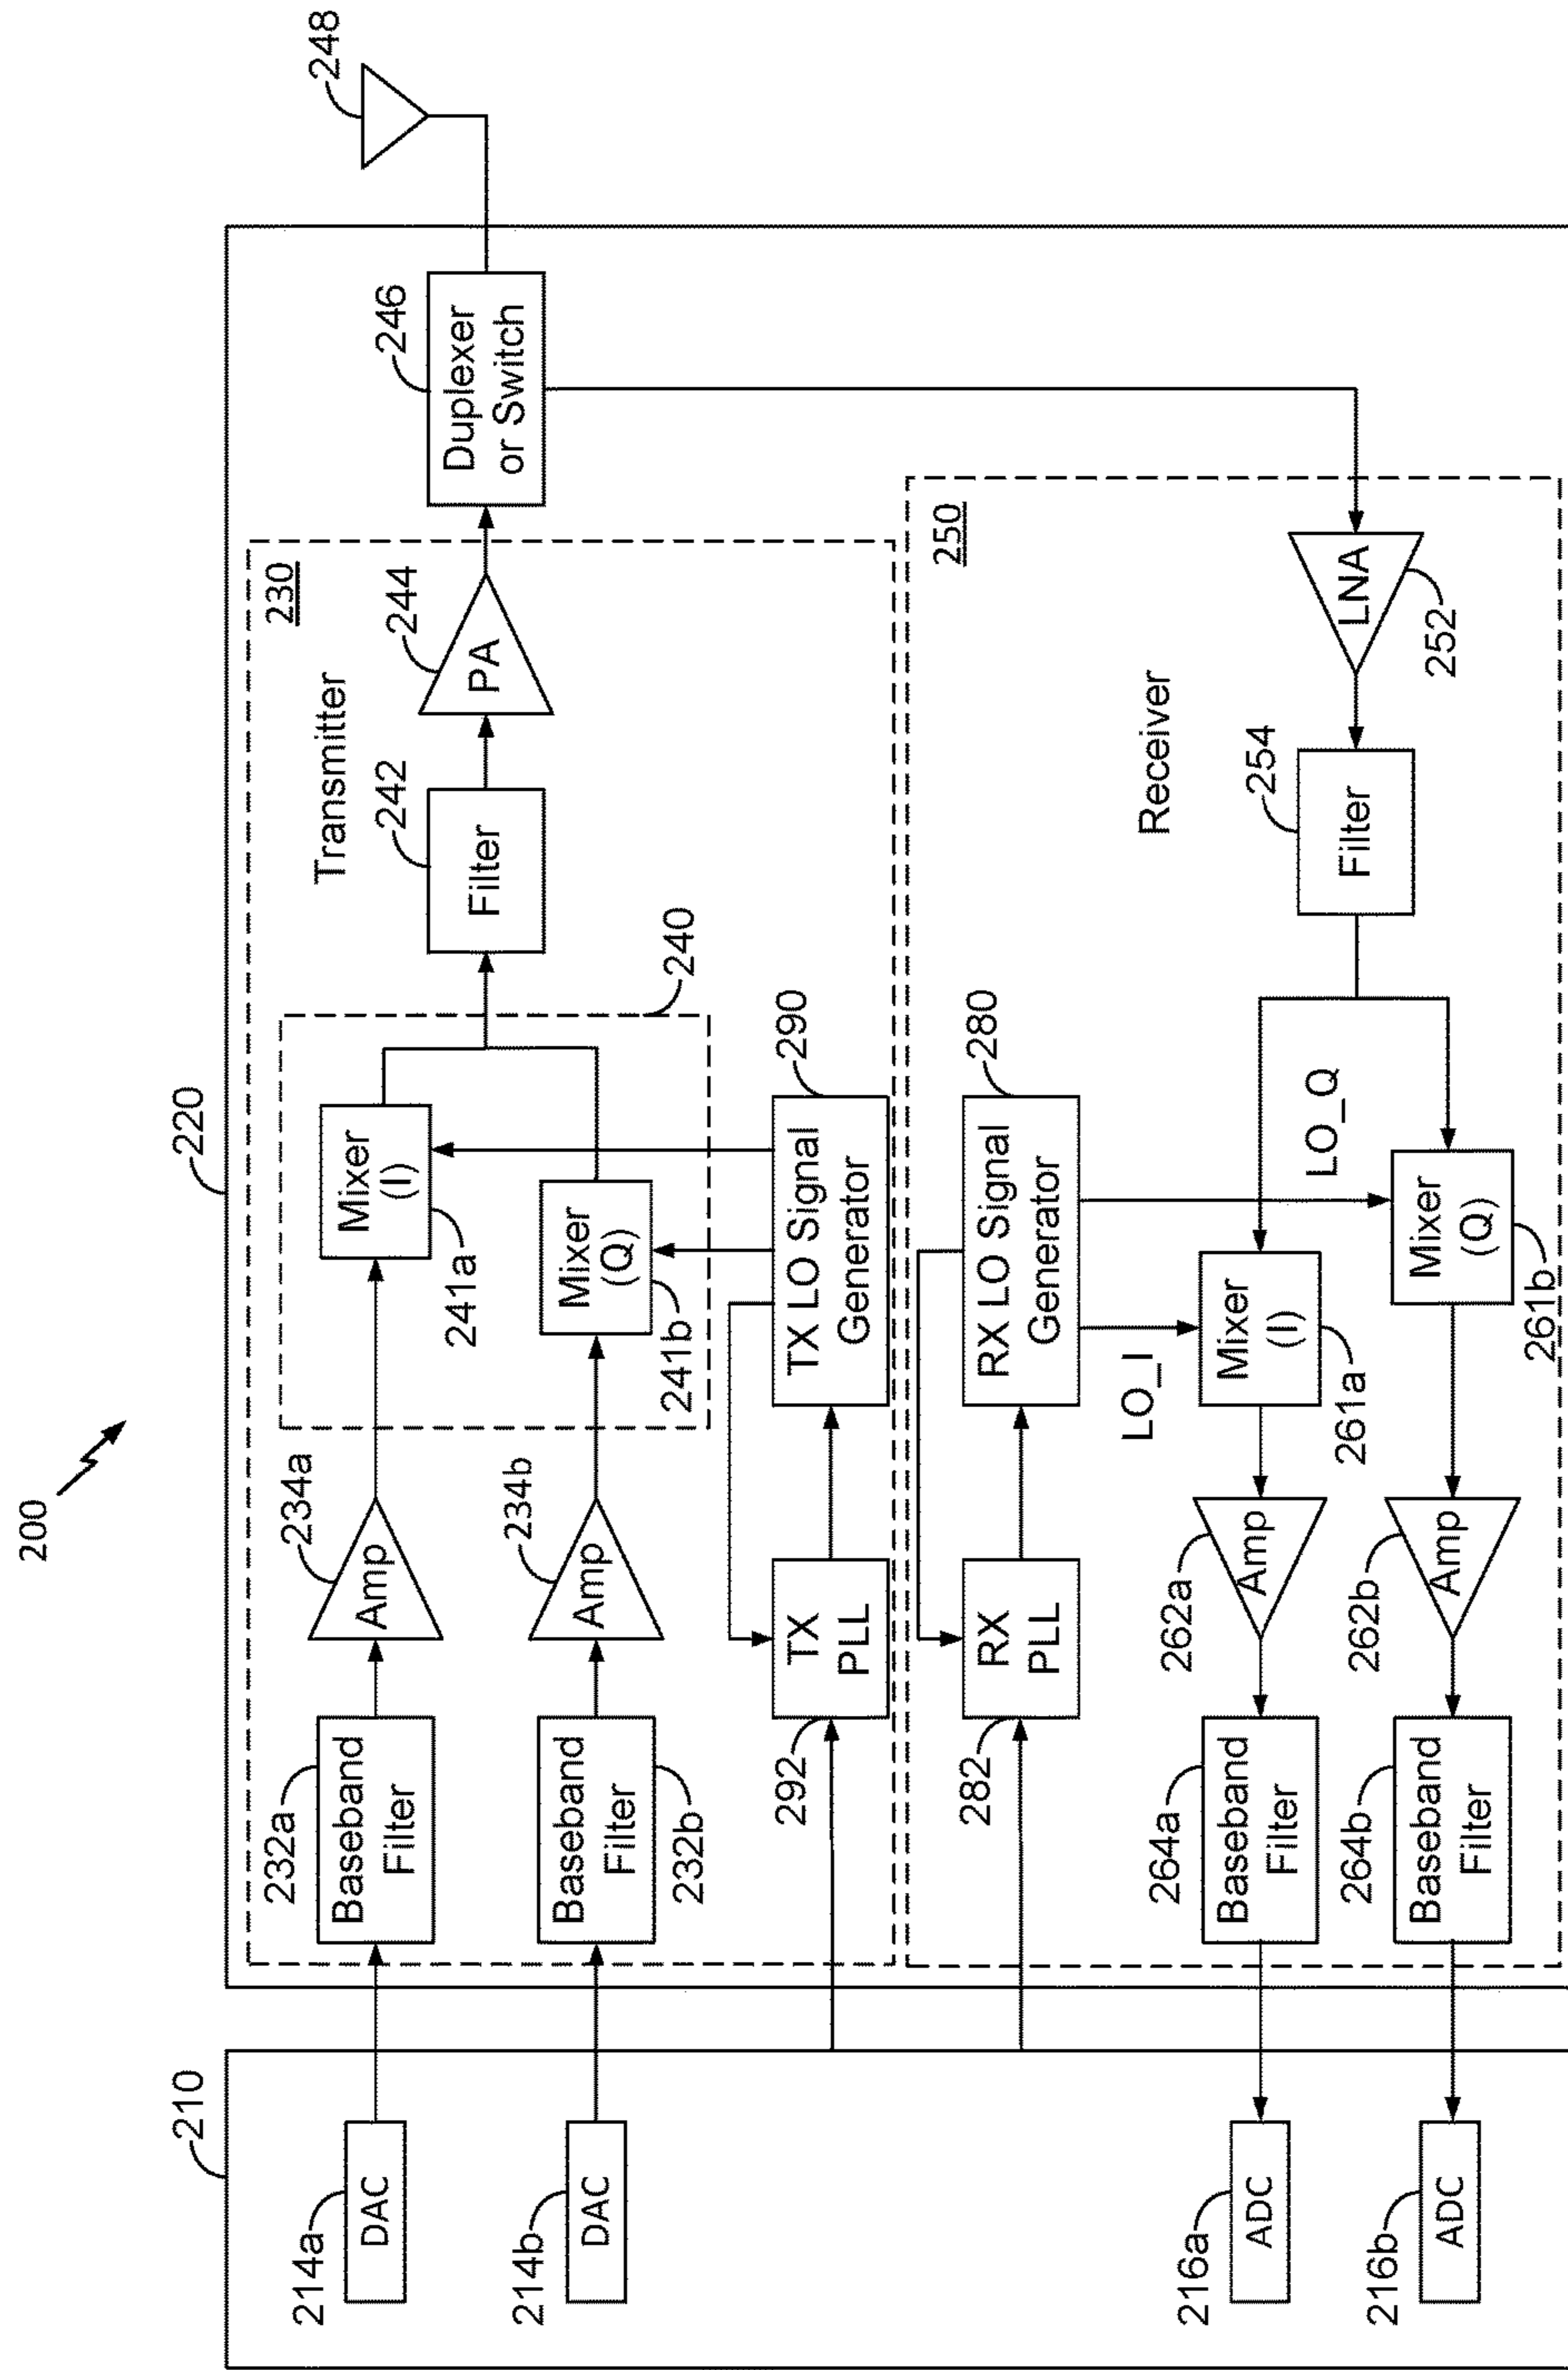 200
210
220
214a
DAC
232a
Baseband
Filter
234a
Amp
Mixer
(I)
241a
240
Transmitter
242
Filter
244
PA
230
246
Duplexer
or Switch
248
214b
DAC
Baseband
Filter
232b
234b
Amp
Mixer
(Q)
241b
292
TX
PLL
TX LO Signal
Generator
290
282
RX
PLL
RX LO Signal
Generator
280
250
LO_I
LO_Q
Receiver
216a
ADC
264a
Baseband
Filter
262a
Amp
Mixer
(I)
261a
254
Filter
LNA
252
216b
ADC
264b
Baseband
Filter
262b
Amp
Mixer
(Q)
261b